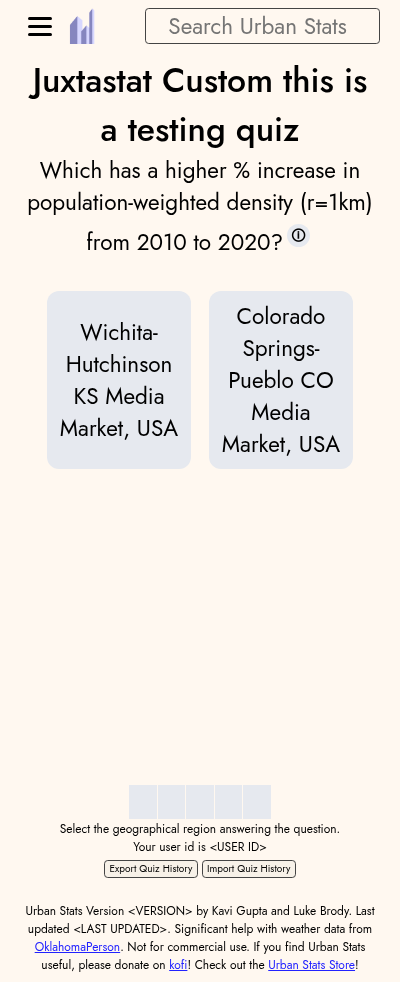 Search Urban Stats
Juxtastat Custom this is
a testing quiz
Which has a higher % increase in
population-weighted density (r=1km)
from 2010 to 2020? ⓘ
Wichita-
Hutchinson
KS Media
Market, USA
Colorado
Springs-
Pueblo CO
Media
Market, USA
Select the geographical region answering the question.
Your user id is <USER ID>
Export Quiz History Import Quiz History
Urban Stats Version <VERSION> by Kavi Gupta and Luke Brody. Last
updated <LAST UPDATED>. Significant help with weather data from
OklahomaPerson. Not for commercial use. If you find Urban Stats
useful, please donate on kofi! Check out the Urban Stats Store!